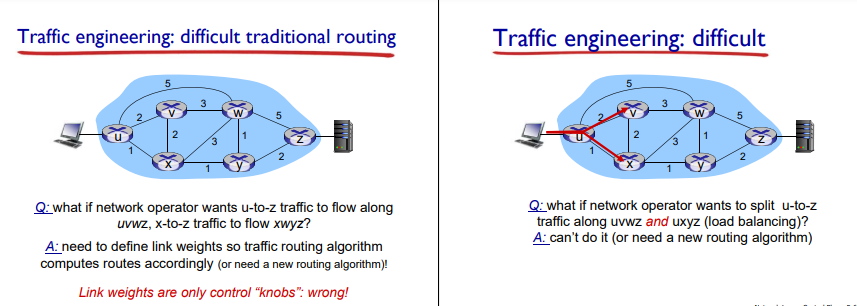 Traffic engineering: difficult traditional routing
5
3
v
w
2
5
u
2
1
z
3
1
2
x
1
y
Q: what if network operator wants u-to-z traffic to flow along
uvwz, x-to-z traffic to flow xwyz?
A: need to define link weights so traffic routing algorithm
computes routes accordingly (or need a new routing algorithm)!
Link weights are only control “knobs”: wrong!
Traffic engineering: difficult
5
3
v
w
2
5
u
2
1
z
3
1
2
x
1
y
Q: what if network operator wants to split u-to-z
traffic along uvwz and uxyz (load balancing)?
A: can’t do it (or need a new routing algorithm)